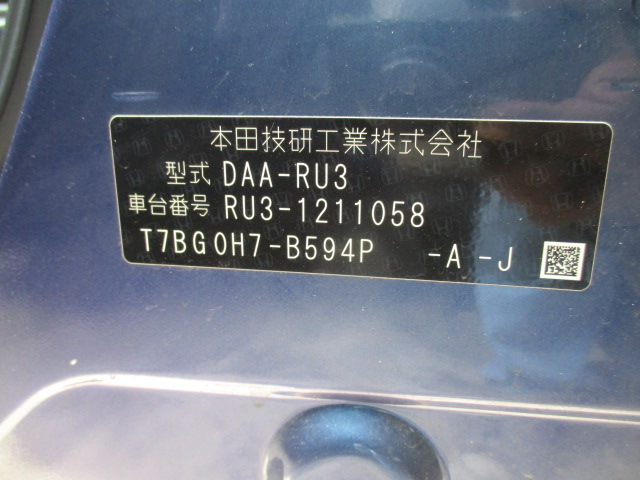 本田技研工業株式会社
型式 DAA-RU3
車台番号 RU3-1211058
T7BG0H7-B594P -A -J